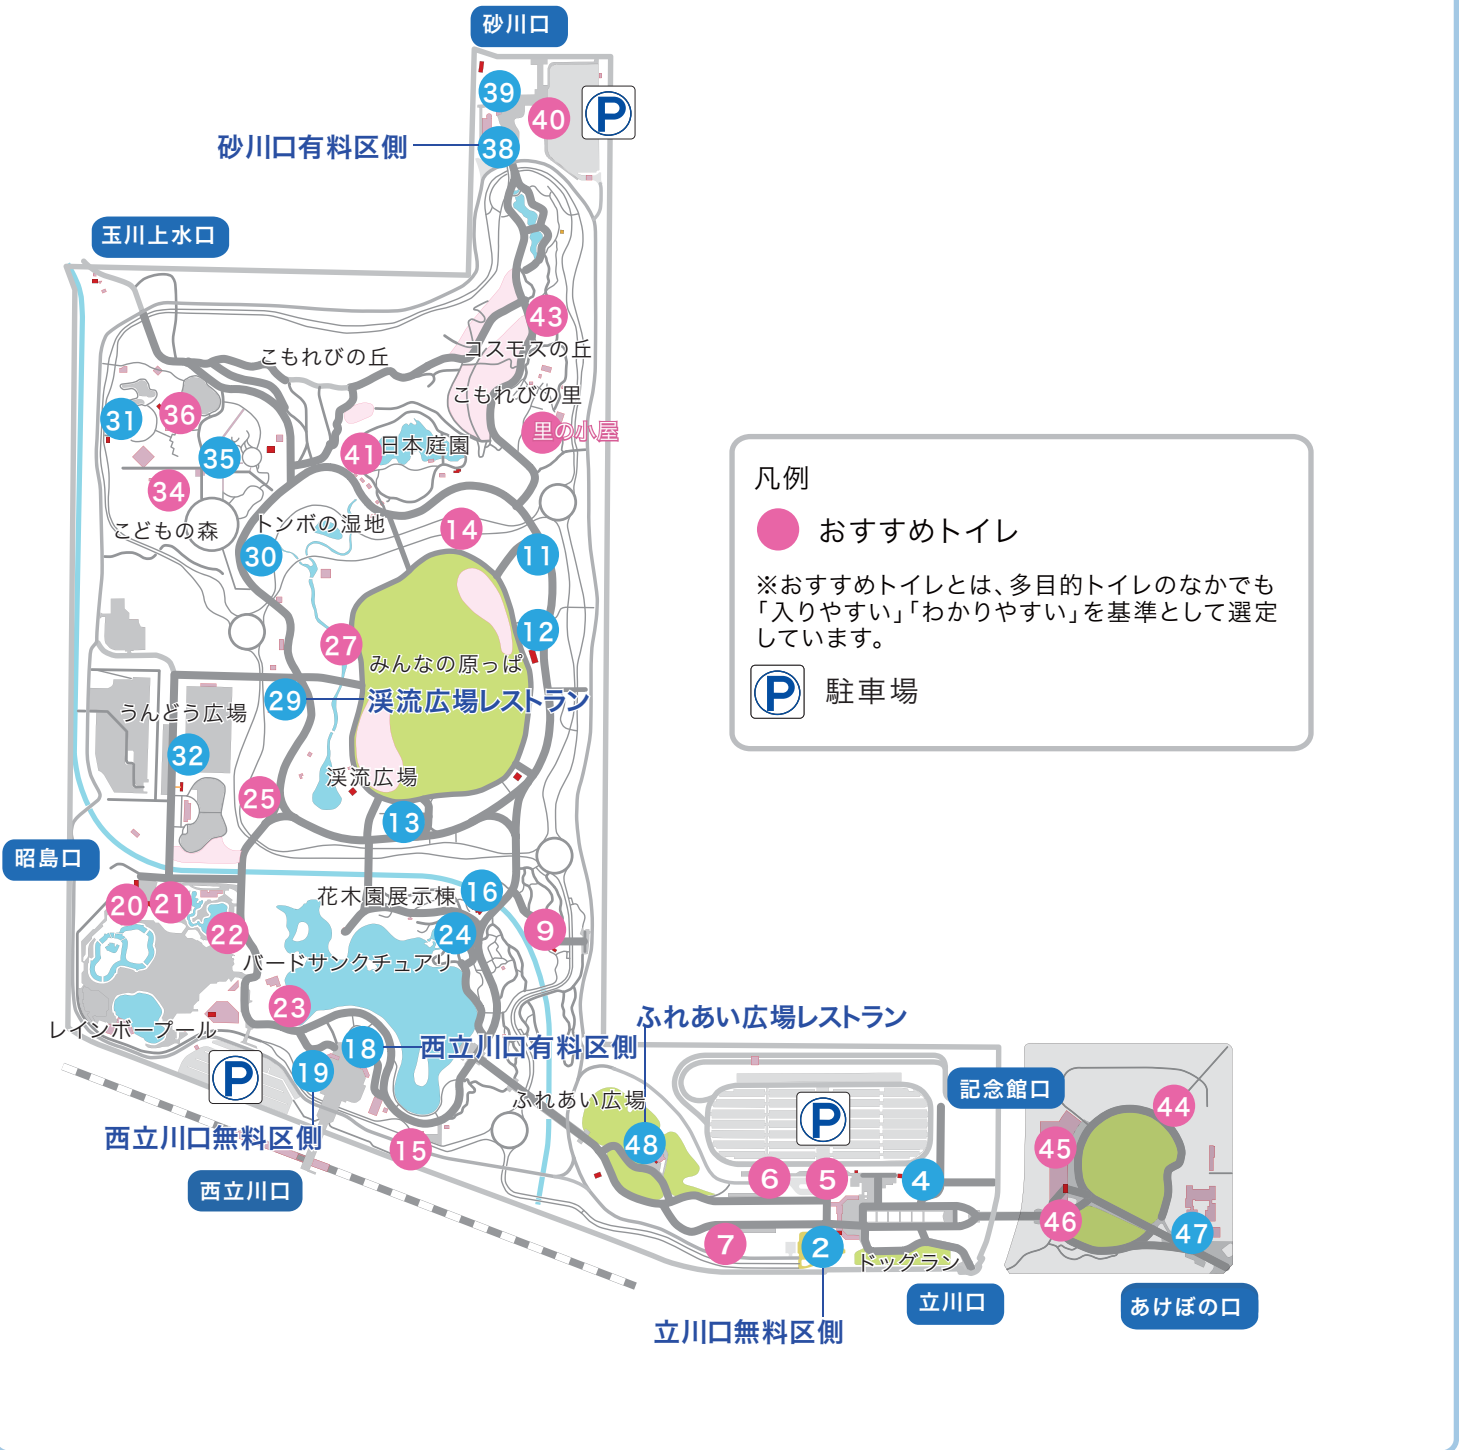 砂川口
39
40
P
砂川口有料区側
38
玉川上水口
43
コスモスの丘
こもれびの丘
こもれびの里
31
36
里の小屋
41
日本庭園
35
34
こどもの森
トンボの湿地
14
30
11
12
27
みんなの原っぱ
29
渓流広場レストラン
うんどう広場
32
渓流広場
25
13
昭島口
花木園展示棟
16
20
21
22
24
9
バードサンクチュアリ
23
レインボープール
18
西立川口有料区側
19
P
西立川口無料区側
15
西立川口
ふれあい広場レストラン
ふれあい広場
48
P
記念館口
44
45
6
5
4
46
47
7
2
ドッグラン
立川口
あけぼの口
立川口無料区側
凡例
おすすめトイレ
※おすすめトイレとは、多目的トイレのなかでも
「入りやすい」「わかりやすい」を基準として選定
しています。
P
駐車場